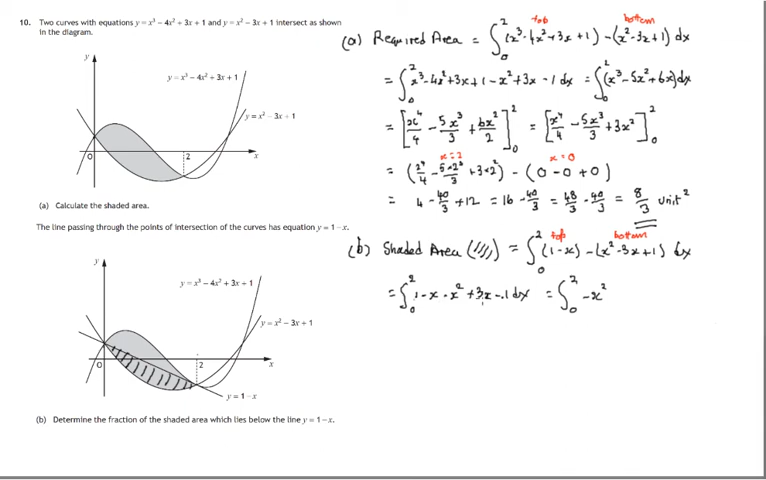 10. Two curves with equations y = x³ − 4x² + 3x + 1 and y = x² − 3x + 1 intersect as shown
in the diagram.
y
y = x³ − 4x² + 3x + 1
y = x² − 3x + 1
0
2
x
(a) Calculate the shaded area.
The line passing through the points of intersection of the curves has equation y = 1 − x.
y
y = x³ − 4x² + 3x + 1
y = x² − 3x + 1
0
2
x
y = 1 − x
(b) Determine the fraction of the shaded area which lies below the line y = 1 − x.
top bottom
(a) Required Area = ∫₀² (x³-4x²+3x+1) - (x²-3x+1) dx
= ∫₀² x³-4x²+3x+1-x²+3x-1 dx = ∫₀² (x³-5x²+6x) dx
= [x⁴/4 - 5x³/3 + 6x²/2]₀² = [x⁴/4 - 5x³/3 + 3x²]₀²
x=2 x=0
= (2⁴/4 - 5×2³/3 + 3×2²) - (0-0+0)
= 4 - 40/3 + 12 = 16 - 40/3 = 48/3 - 40/3 = 8/3 unit²
top bottom
(b) Shaded Area (////) = ∫₀² (1-x) - (x²-3x+1) dx
= ∫₀² 1-x-x²+3x-1 dx = ∫₀² -x²